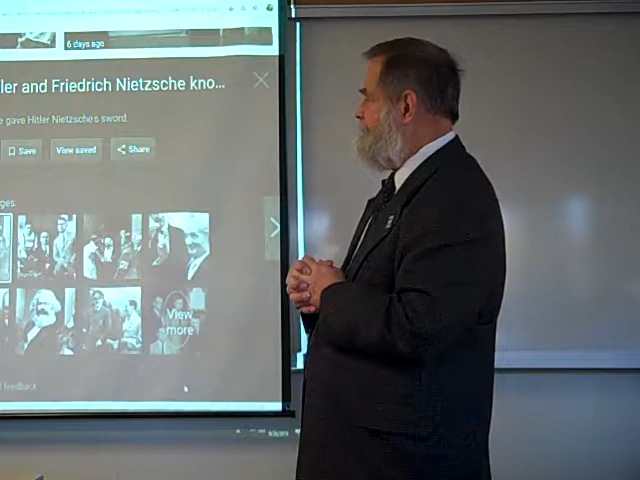 6 days ago
ler and Friedrich Nietzsche kno...
e gave Hitler Nietzsche's sword.
Save
View saved
Share
ges
View
more
feedback